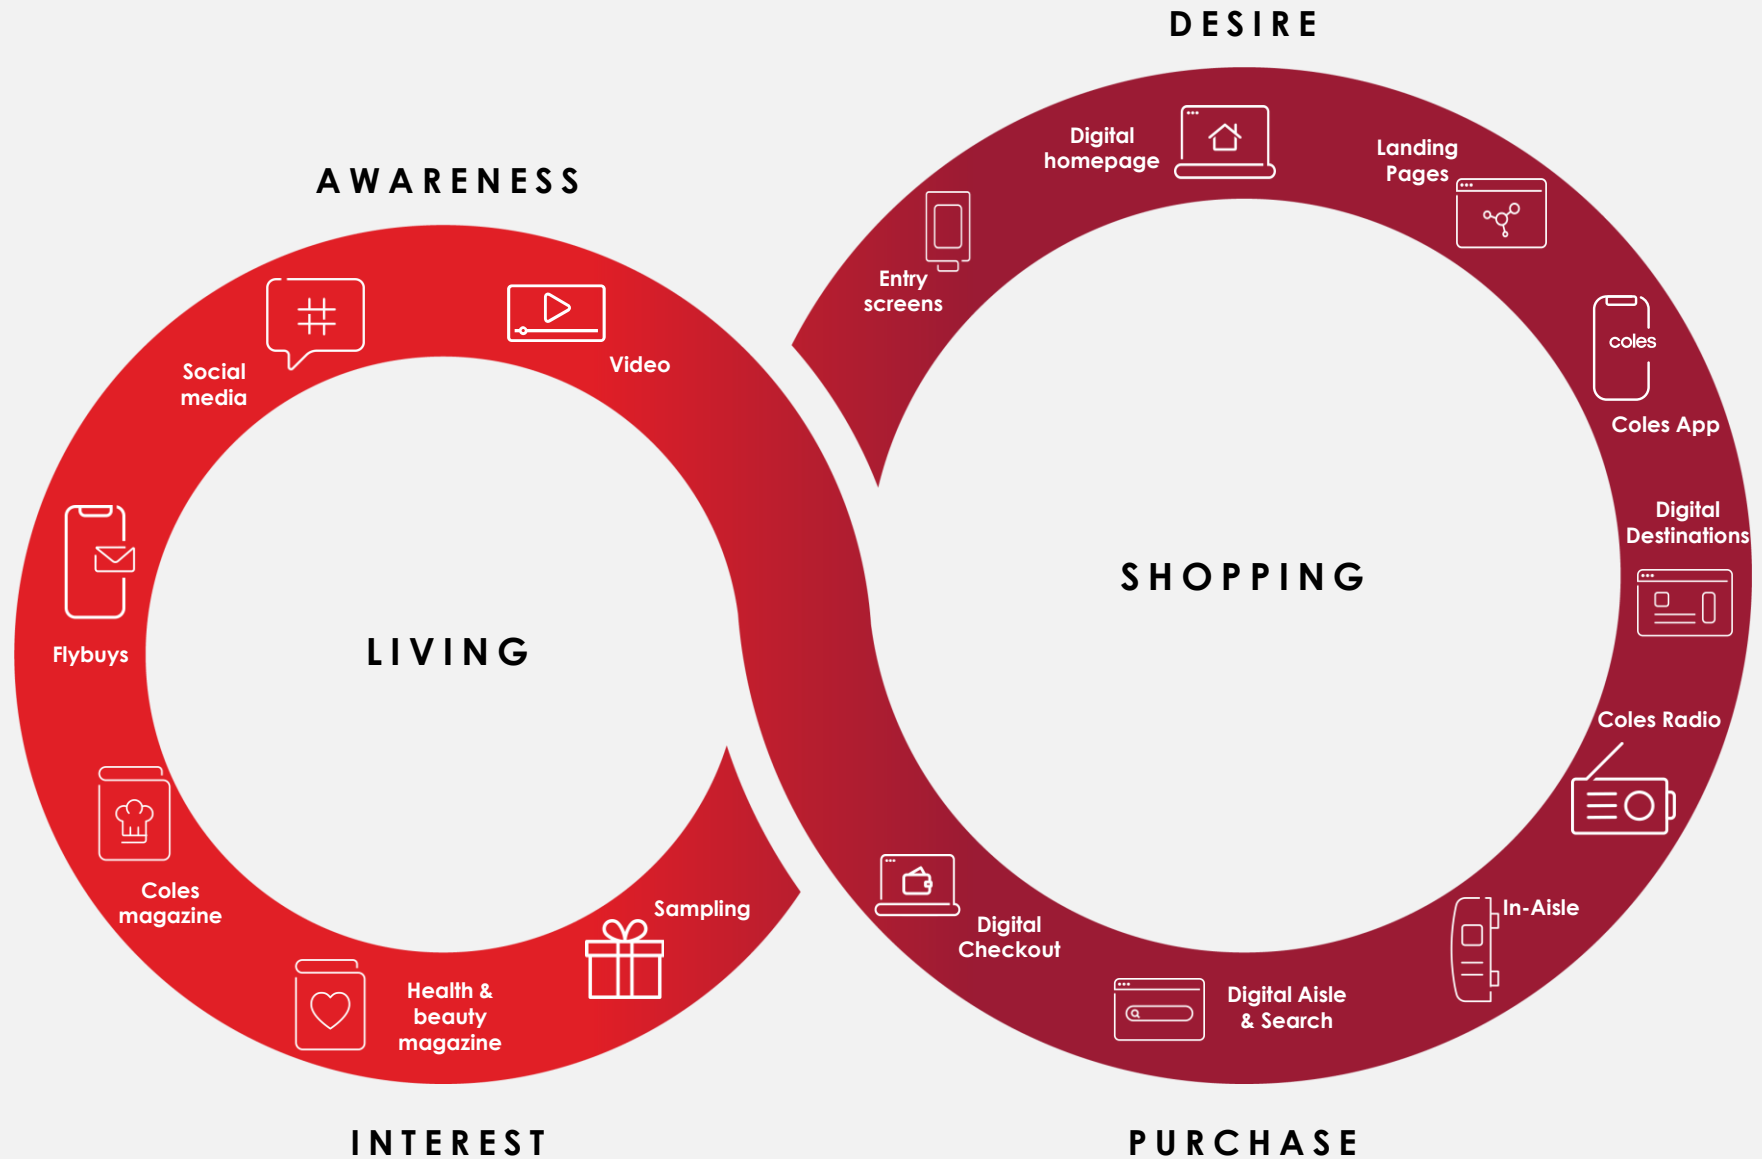 DESIRE
AWARENESS
Digital
homepage
Landing
Pages
Entry
screens
Social
media
Video
coles
Coles App
Flybuys
LIVING
SHOPPING
Digital
Destinations
Coles Radio
Coles
magazine
Health &
beauty
magazine
Sampling
Digital
Checkout
Digital Aisle
& Search
In-Aisle
INTEREST
PURCHASE